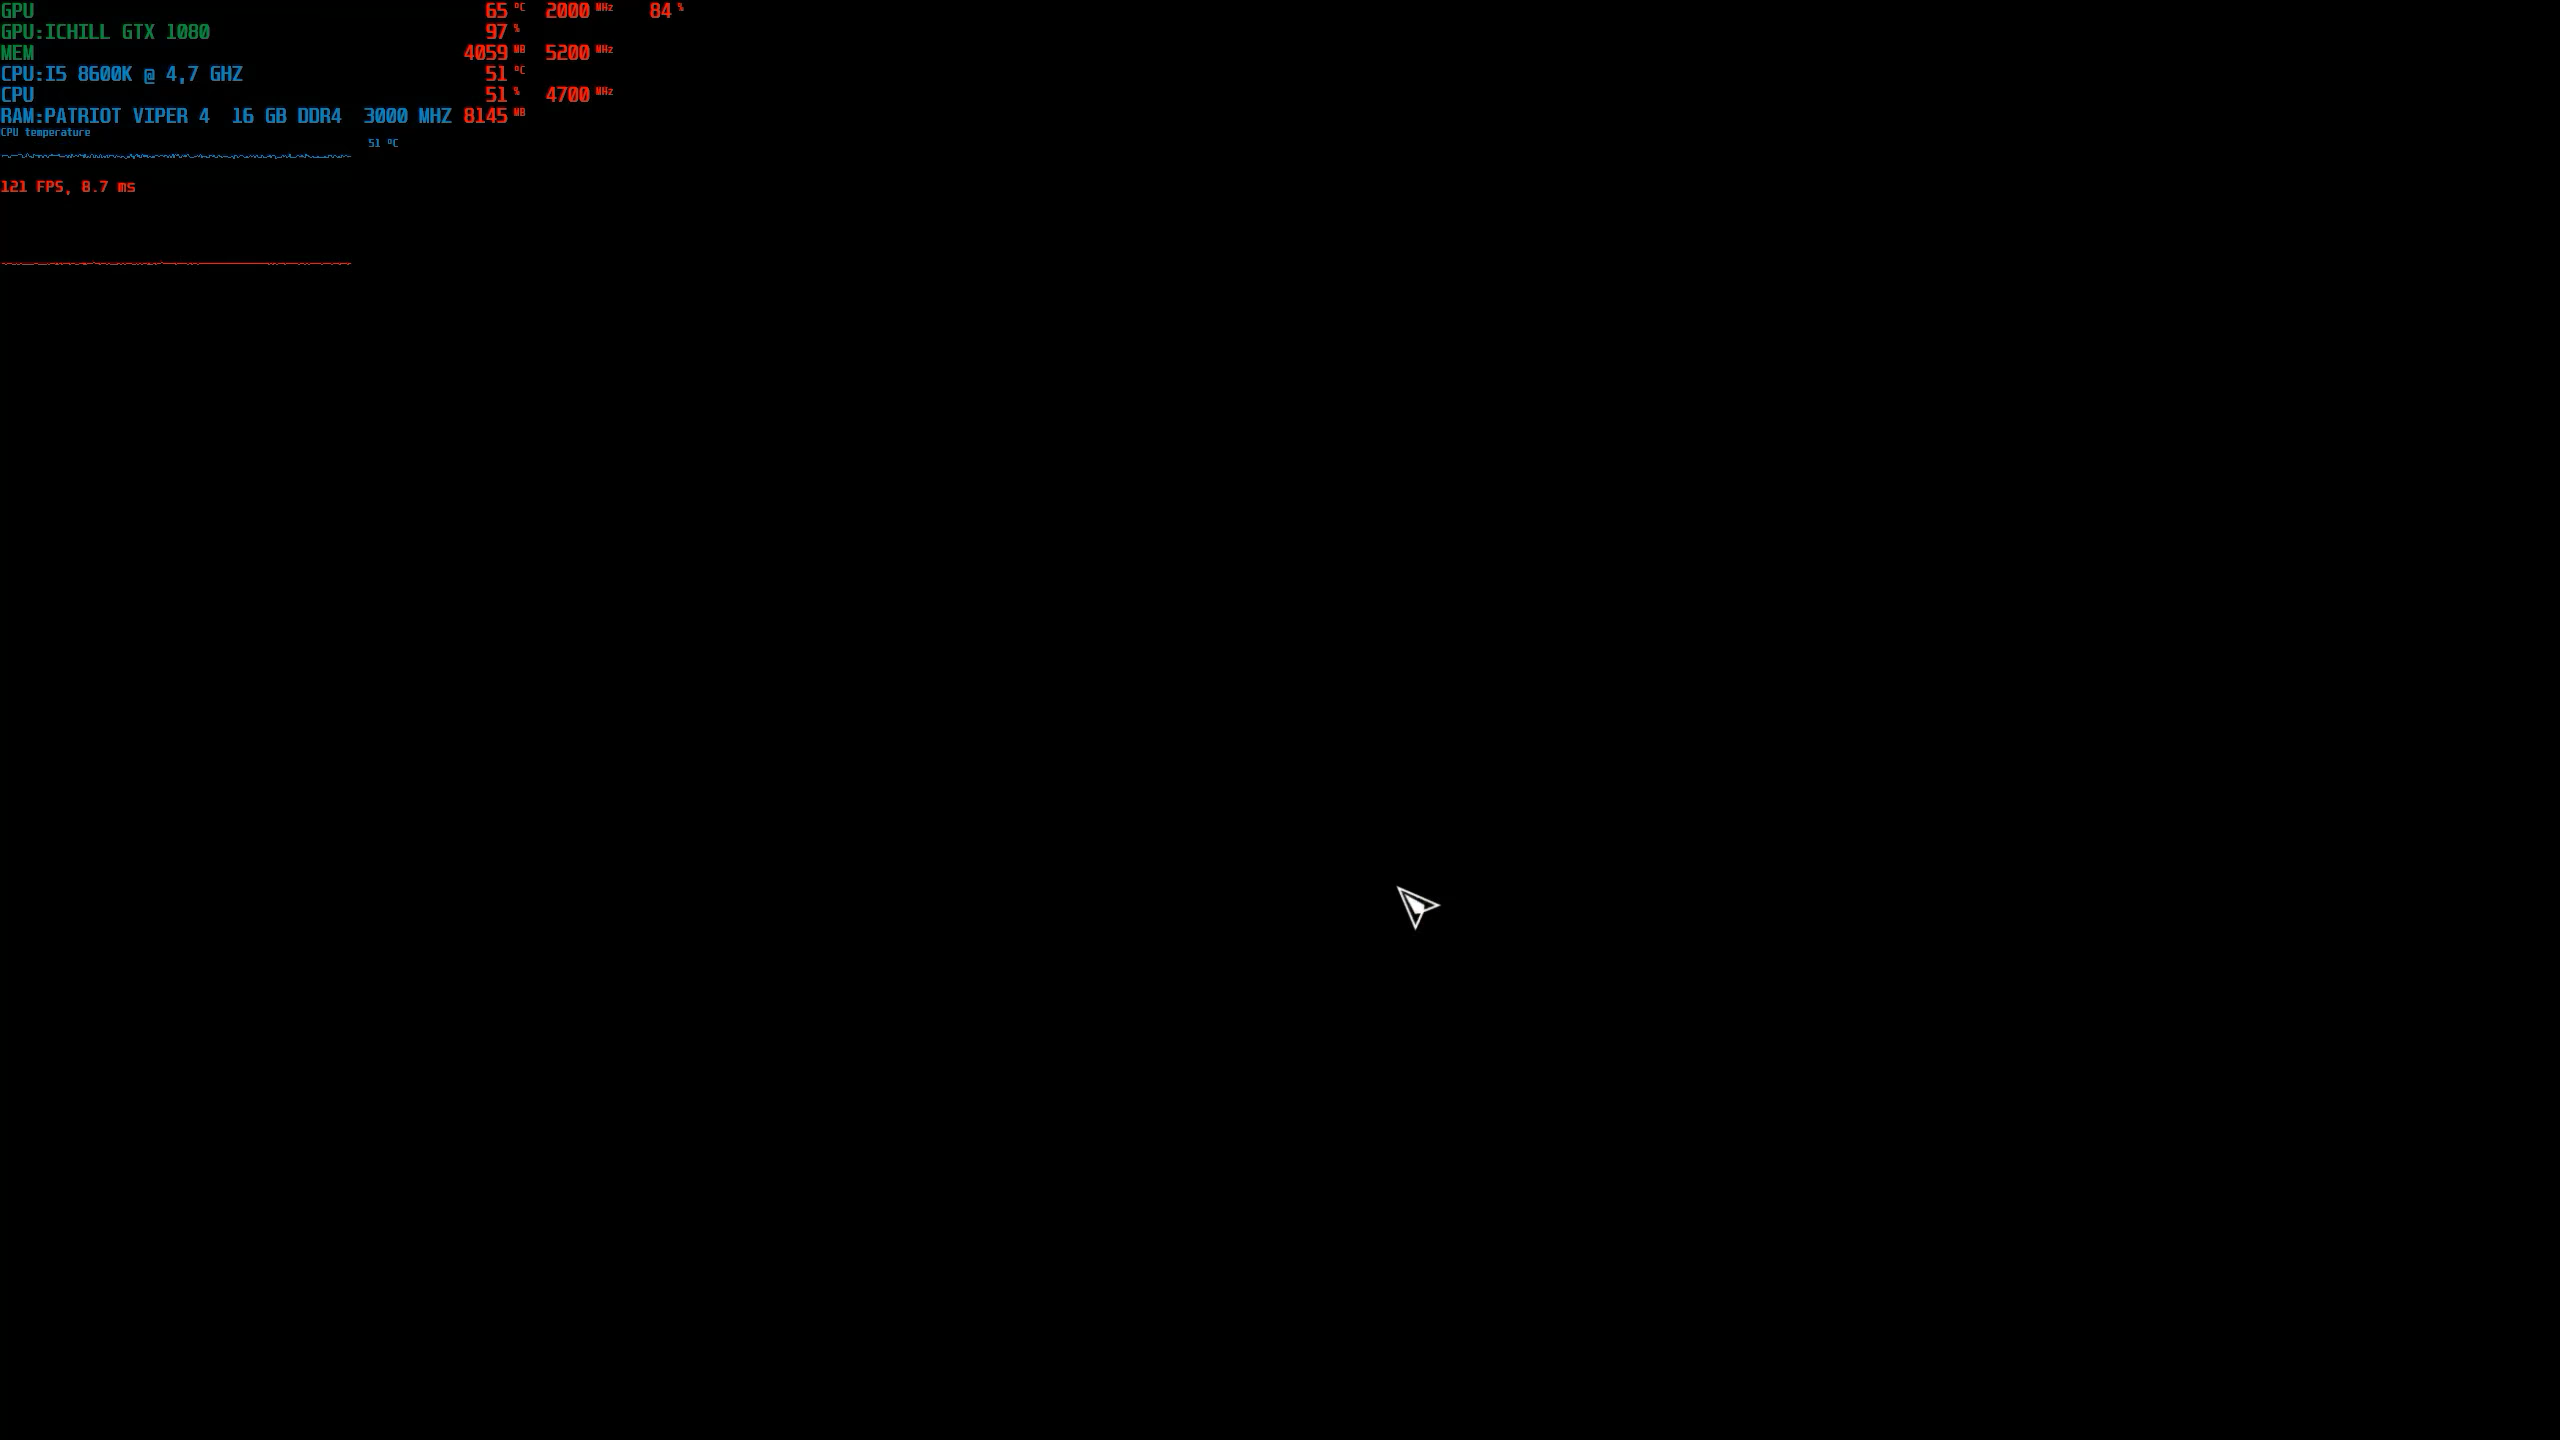 GPU 65 °C 2000 MHz 84 %
GPU:ICHILL GTX 1080 97 %
MEM 4059 MB 5200 MHz
CPU:I5 8600K @ 4,7 GHZ 51 °C
CPU 51 % 4700 MHz
RAM:PATRIOT VIPER 4 16 GB DDR4 3000 MHZ 8145 MB
CPU temperature
51 °C
121 FPS, 8.7 ms